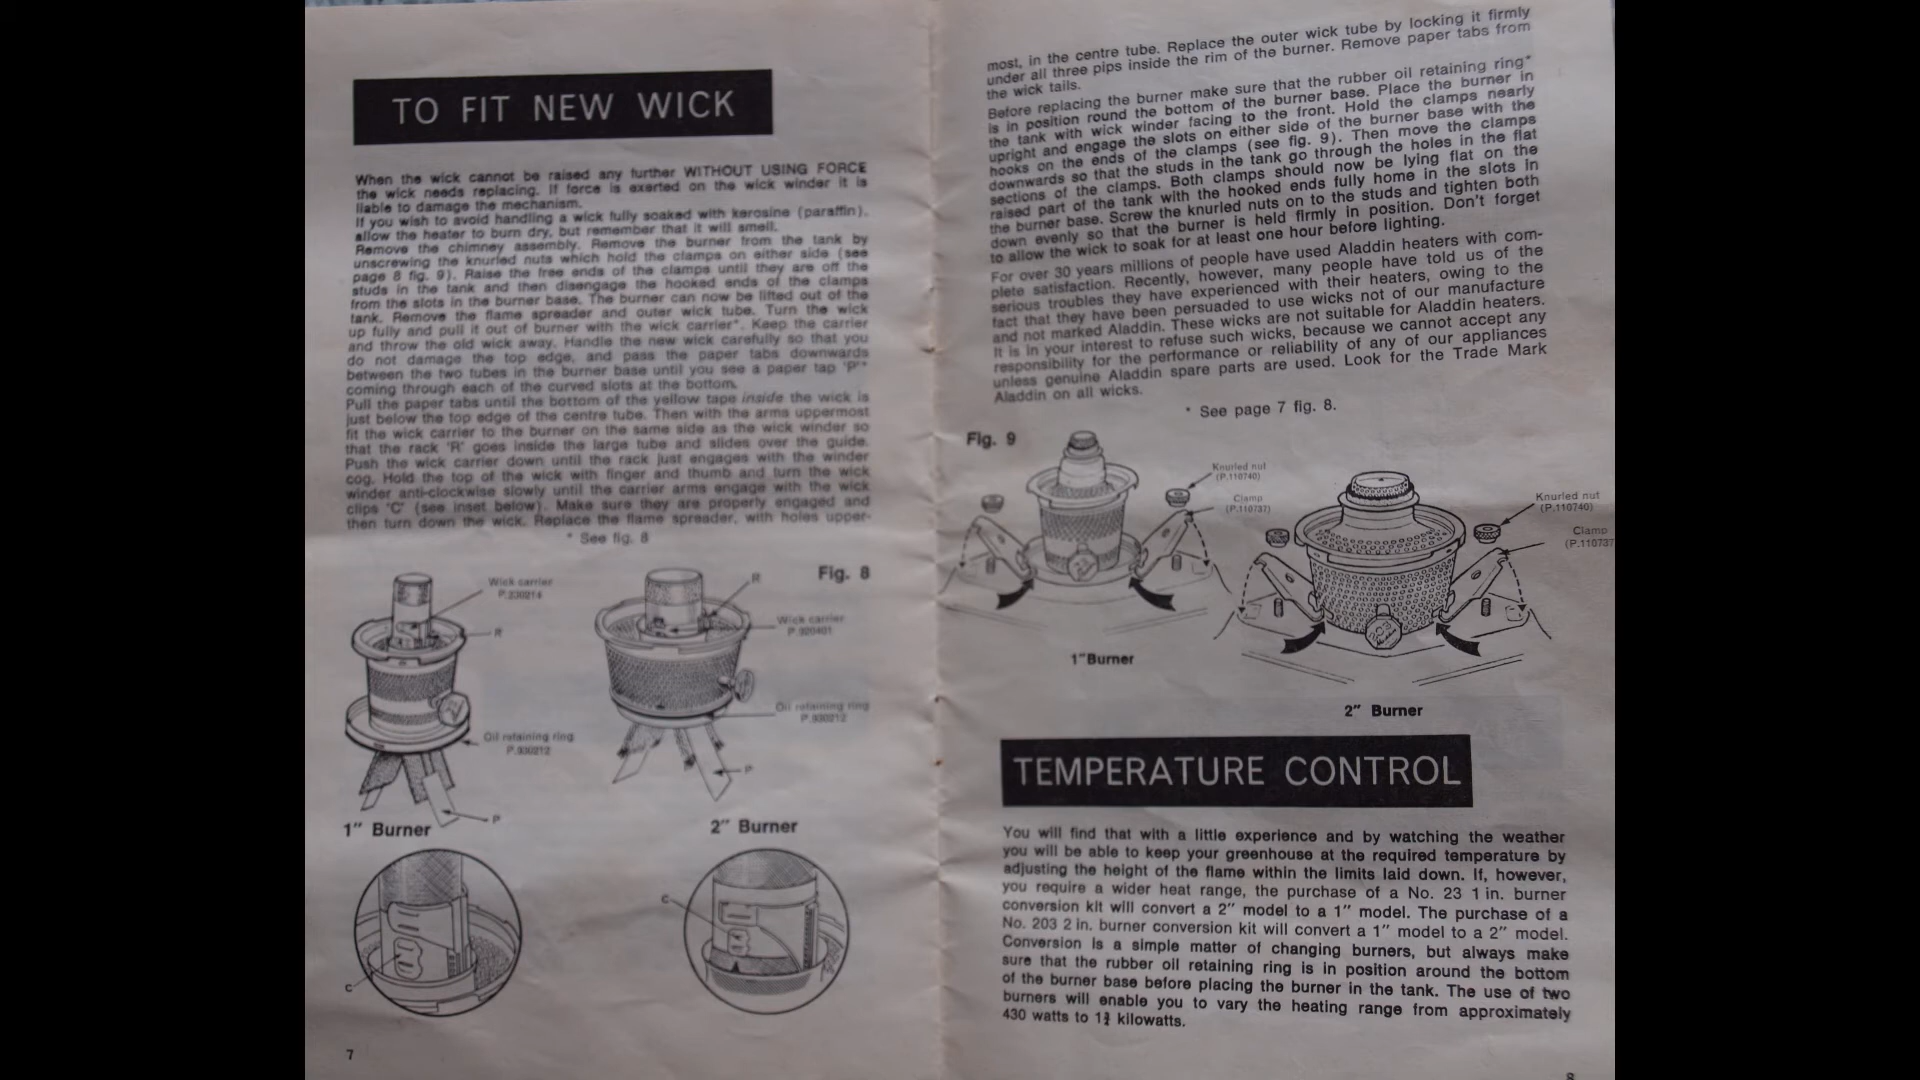 TO FIT NEW WICK
When the wick cannot be raised any further WITHOUT USING FORCE
the wick needs replacing. If force is exerted on the wick winder it is
liable to damage the mechanism.
If you wish to avoid handling a wick fully soaked with kerosine (paraffin),
allow the heater to burn dry, but remember that it will smell.
Remove the chimney assembly. Remove the burner from the tank by
unscrewing the knurled nuts which hold the clamps on either side (see
page 8 fig. 9). Raise the free ends of the clamps until they are off the
studs in the tank and then disengage the hooked ends of the clamps
from the slots in the burner base. The burner can now be lifted out of the
tank. Remove the flame spreader and outer wick tube. Turn the wick
up fully and pull it out of burner with the wick carrier*. Keep the carrier
and throw the old wick away. Handle the new wick carefully so that you
do not damage the top edge, and pass the paper tabs downwards
between the two tubes in the burner base until you see a paper tap 'P'*
coming through each of the curved slots at the bottom.
Pull the paper tabs until the bottom of the yellow tape inside the wick is
just below the top edge of the centre tube. Then with the arms uppermost
fit the wick carrier to the burner on the same side as the wick winder so
that the rack 'R' goes inside the large tube and slides over the guide.
Push the wick carrier down until the rack just engages with the winder
cog. Hold the top of the wick with finger and thumb and turn the wick
winder anti-clockwise slowly until the carrier arms engage with the wick
clips 'C' (see inset below). Make sure they are properly engaged and
then turn down the wick. Replace the flame spreader, with holes upper-
* See fig. 8
Fig. 8
Wick carrier
P.330214
R
R
Wick carrier
P.920401
Oil retaining ring
P.930212
Oil retaining ring
P.930212
P
P
1" Burner
2" Burner
C
C
7
most, in the centre tube. Replace the outer wick tube by locking it firmly
under all three pips inside the rim of the burner. Remove paper tabs from
the wick tails.
Before replacing the burner make sure that the rubber oil retaining ring*
is in position round the bottom of the burner base. Place the burner in
the tank with wick winder facing to the front. Hold the clamps nearly
upright and engage the slots on either side of the burner base with the
hooks on the ends of the clamps (see fig. 9). Then move the clamps
downwards so that the studs in the tank go through the holes in the flat
sections of the clamps. Both clamps should now be lying flat on the
raised part of the tank with the hooked ends fully home in the slots in
the burner base. Screw the knurled nuts on to the studs and tighten both
down evenly so that the burner is held firmly in position. Don't forget
to allow the wick to soak for at least one hour before lighting.
For over 30 years millions of people have used Aladdin heaters with com-
plete satisfaction. Recently, however, many people have told us of the
serious troubles they have experienced with their heaters, owing to the
fact that they have been persuaded to use wicks not of our manufacture
and not marked Aladdin. These wicks are not suitable for Aladdin heaters.
It is in your interest to refuse such wicks, because we cannot accept any
responsibility for the performance or reliability of any of our appliances
unless genuine Aladdin spare parts are used. Look for the Trade Mark
Aladdin on all wicks.
* See page 7 fig. 8.
Fig. 9
Knurled nut
(P.110740)
Clamp
(P.110737)
Knurled nut
(P.110740)
Clamp
(P.110737
203
Aladdin
1" Burner
2" Burner
TEMPERATURE CONTROL
You will find that with a little experience and by watching the weather
you will be able to keep your greenhouse at the required temperature by
adjusting the height of the flame within the limits laid down. If, however,
you require a wider heat range, the purchase of a No. 23 1 in. burner
conversion kit will convert a 2" model to a 1" model. The purchase of a
No. 203 2 in. burner conversion kit will convert a 1" model to a 2" model.
Conversion is a simple matter of changing burners, but always make
sure that the rubber oil retaining ring is in position around the bottom
of the burner base before placing the burner in the tank. The use of two
burners will enable you to vary the heating range from approximately
430 watts to 1¾ kilowatts.
8